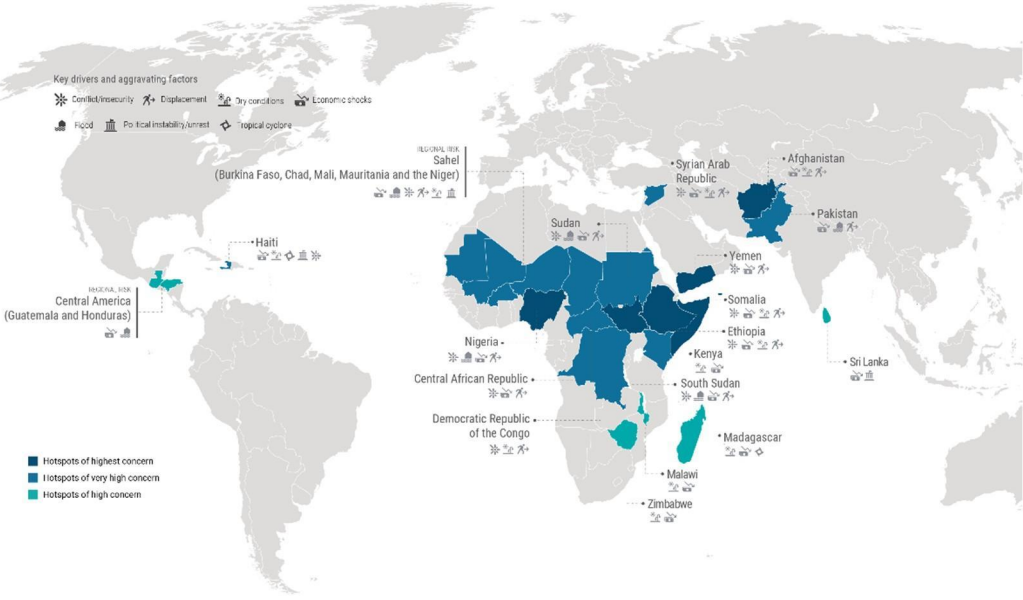 Key drivers and aggravating factors
Conflict/insecurity Displacement Dry conditions Economic shocks
Flood Political instability/unrest Tropical cyclone
REGIONAL RISK
Sahel
(Burkina Faso, Chad, Mali, Mauritania and the Niger)
Syrian Arab
Republic
Afghanistan
Pakistan
Sudan
Haiti
Yemen
REGIONAL RISK
Central America
(Guatemala and Honduras)
Somalia
Ethiopia
Nigeria
Kenya
Sri Lanka
Central African Republic
South Sudan
Democratic Republic
of the Congo
Madagascar
Hotspots of highest concern
Hotspots of very high concern
Hotspots of high concern
Malawi
Zimbabwe